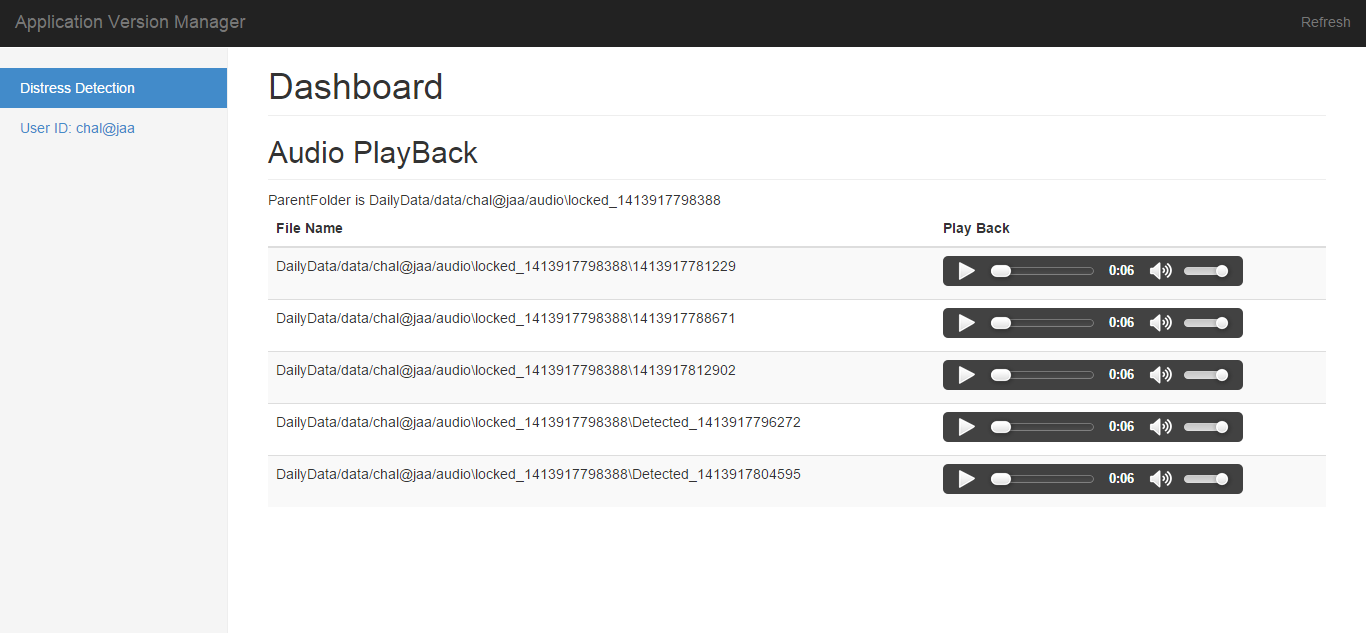 Application Version Manager Refresh
Distress Detection
User ID: chal@jaa
Dashboard
Audio PlayBack
ParentFolder is DailyData/data/chal@jaa/audio\locked_1413917798388
File Name Play Back
DailyData/data/chal@jaa/audio\locked_1413917798388\1413917781229 0:06
DailyData/data/chal@jaa/audio\locked_1413917798388\1413917788671 0:06
DailyData/data/chal@jaa/audio\locked_1413917798388\1413917812902 0:06
DailyData/data/chal@jaa/audio\locked_1413917798388\Detected_1413917796272 0:06
DailyData/data/chal@jaa/audio\locked_1413917798388\Detected_1413917804595 0:06